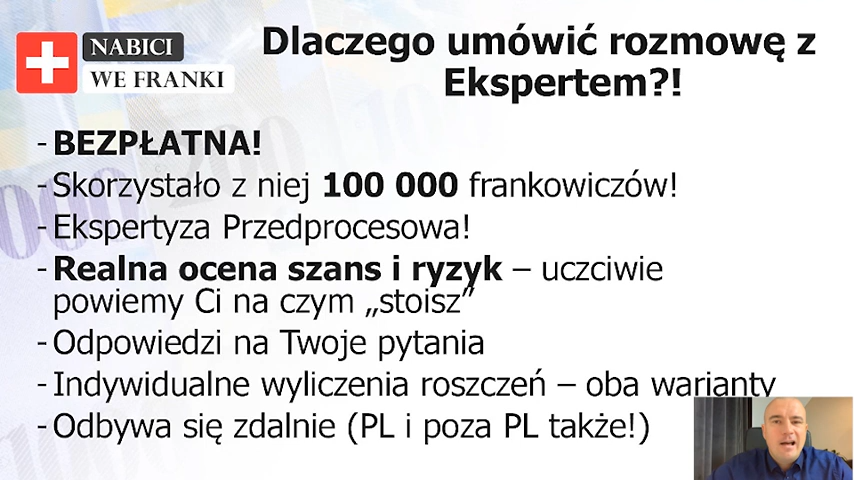 NABICI
WE FRANKI
Dlaczego umówić rozmowę z
Ekspertem?!
- BEZPŁATNA!
- Skorzystało z niej 100 000 frankowiczów!
- Ekspertyza Przedprocesowa!
- Realna ocena szans i ryzyk – uczciwie
powiemy Ci na czym „stoisz”
- Odpowiedzi na Twoje pytania
- Indywidualne wyliczenia roszczeń – oba warianty
- Odbywa się zdalnie (PL i poza PL także!)